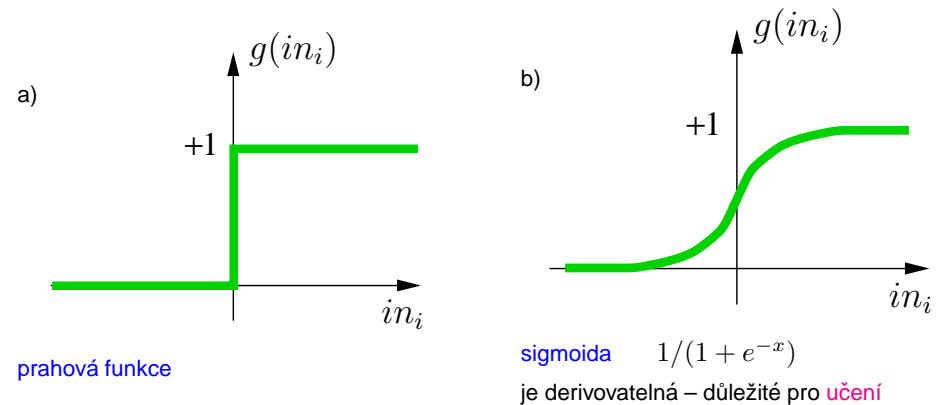 a)
g(in_i)
+1
in_i
prahová funkce
b)
g(in_i)
+1
in_i
sigmoida 1/(1 + e^{-x})
je derivovatelná – důležité pro učení